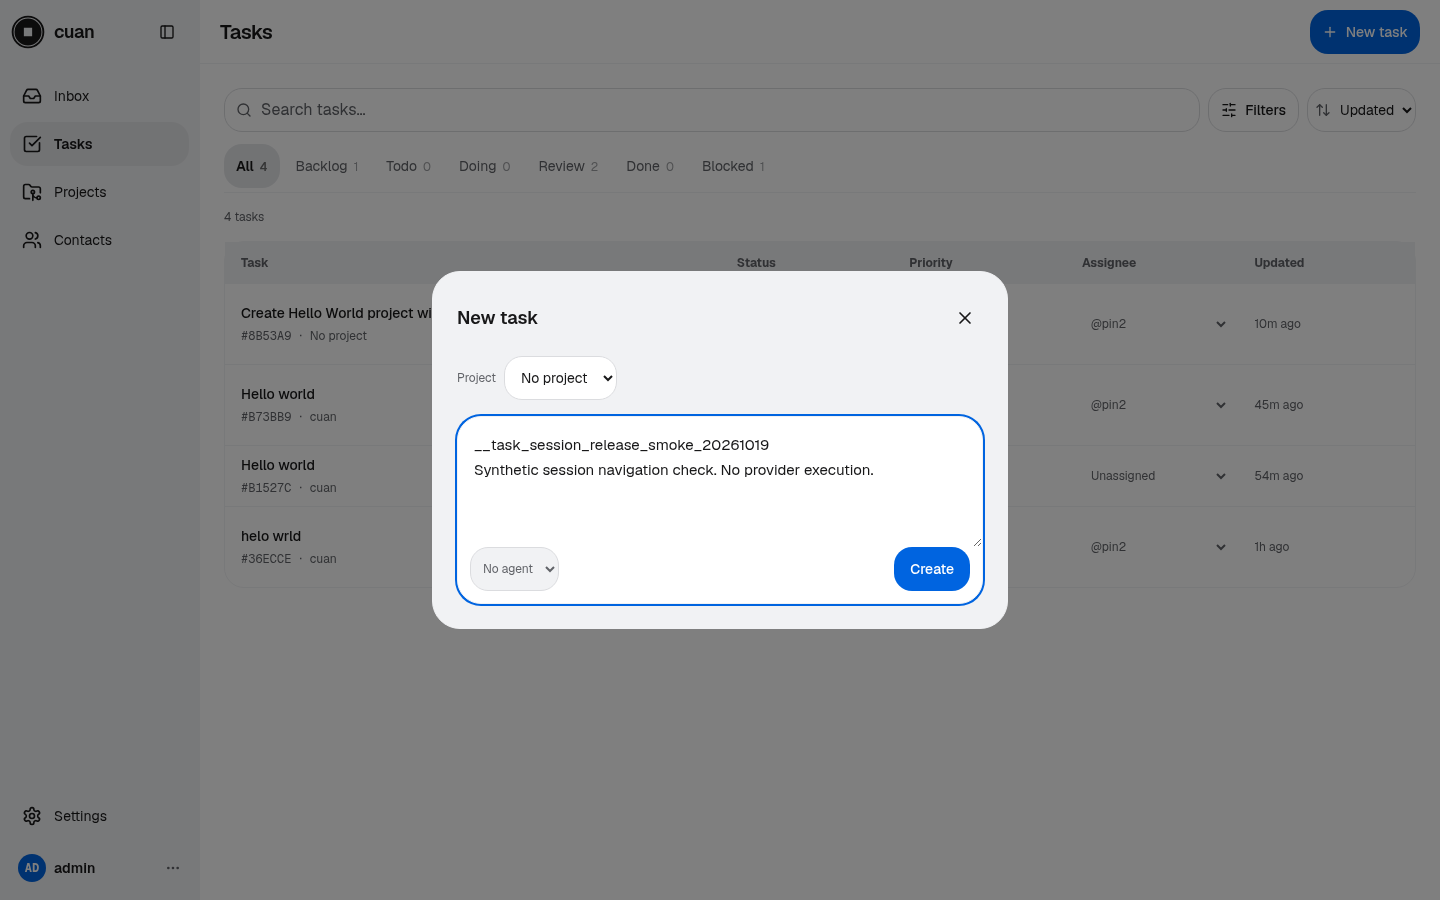 cuan
Inbox
Tasks
Projects
Contacts
Settings
AD admin
Tasks
New task
Search tasks...
Filters
Updated
All 4 Backlog 1 Todo 0 Doing 0 Review 2 Done 0 Blocked 1
4 tasks
Task Status Priority Assignee Updated
Create Hello World project wi
#8B53A9 · No project
@pin2 10m ago
Hello world
#B73BB9 · cuan
@pin2 45m ago
Hello world
#B1527C · cuan
Unassigned 54m ago
helo wrld
#36ECCE · cuan
@pin2 1h ago
New task
Project No project
__task_session_release_smoke_20261019
Synthetic session navigation check. No provider execution.
No agent Create